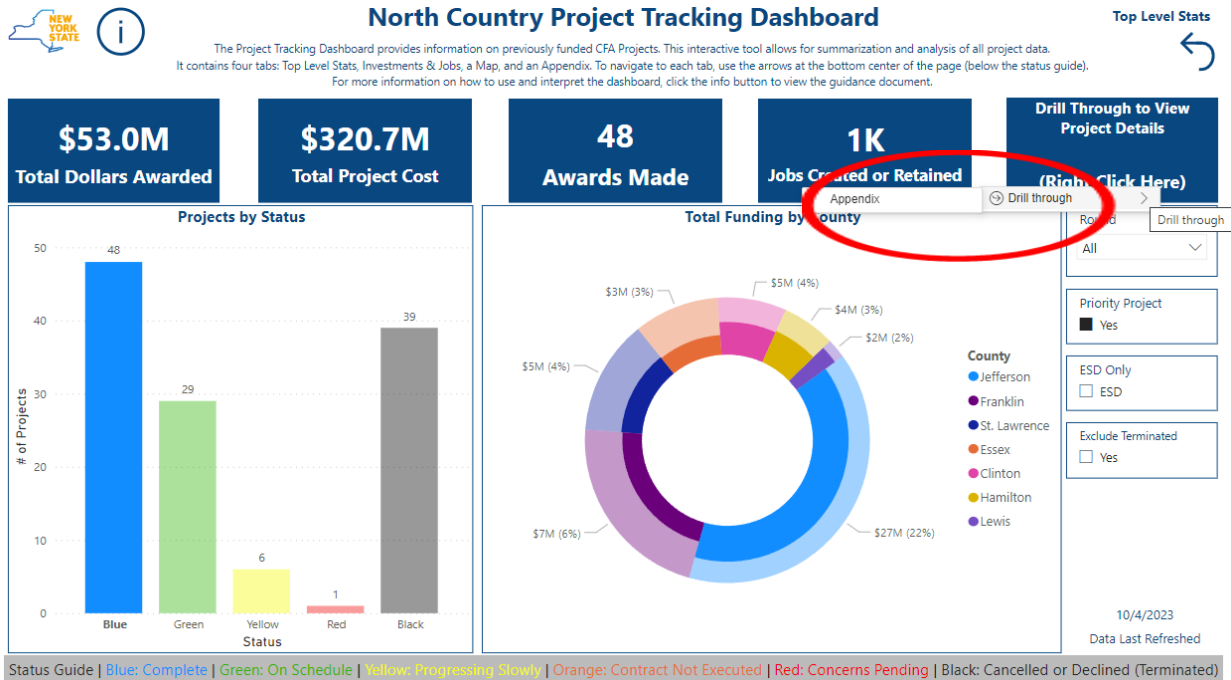 NEW
YORK
STATE
i
North Country Project Tracking Dashboard
Top Level Stats
The Project Tracking Dashboard provides information on previously funded CFA Projects. This interactive tool allows for summarization and analysis of all project data.
It contains four tabs: Top Level Stats, Investments & Jobs, a Map, and an Appendix. To navigate to each tab, use the arrows at the bottom center of the page (below the status guide).
For more information on how to use and interpret the dashboard, click the info button to view the guidance document.
$53.0M
Total Dollars Awarded
$320.7M
Total Project Cost
48
Awards Made
1K
Jobs Created or Retained
Drill Through to View
Project Details
(Right Click Here)
Appendix
Drill through
Drill through
Projects by Status
50
40
30
20
10
0
# of Projects
48
29
6
1
39
Blue
Green
Yellow
Red
Black
Status
Total Funding by County
$5M (4%)
$3M (3%)
$4M (3%)
$2M (2%)
$5M (4%)
$7M (6%)
$27M (22%)
County
Jefferson
Franklin
St. Lawrence
Essex
Clinton
Hamilton
Lewis
Round
All
Priority Project
Yes
ESD Only
ESD
Exclude Terminated
Yes
10/4/2023
Data Last Refreshed
Status Guide | Blue: Complete | Green: On Schedule | Yellow: Progressing Slowly | Orange: Contract Not Executed | Red: Concerns Pending | Black: Cancelled or Declined (Terminated)